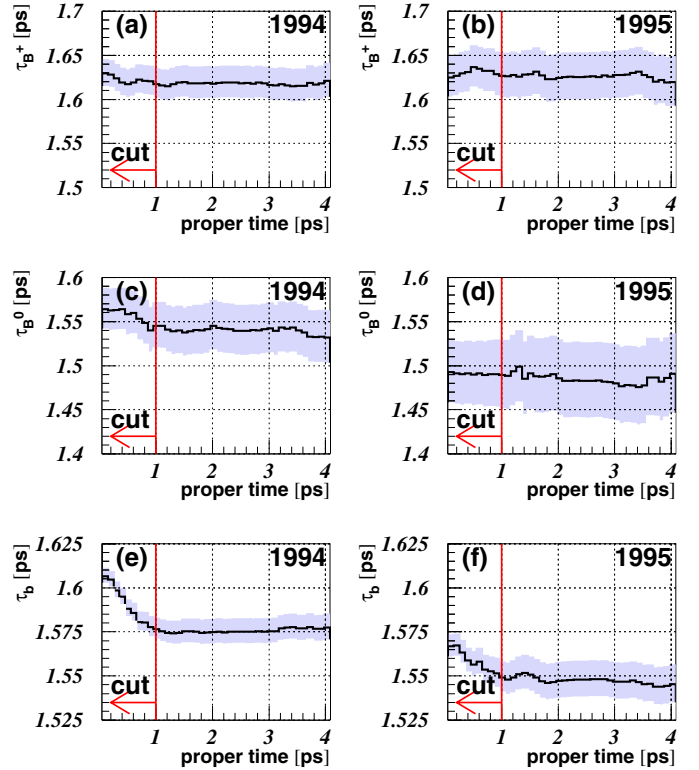 (a) 1994
τ_B⁺ [ps]
1.7
1.65
1.6
1.55
1.5
cut
1 2 3 4
proper time [ps]
(b) 1995
τ_B⁺ [ps]
1.7
1.65
1.6
1.55
1.5
cut
1 2 3 4
proper time [ps]
(c) 1994
τ_B⁰ [ps]
1.6
1.55
1.5
1.45
1.4
cut
1 2 3 4
proper time [ps]
(d) 1995
τ_B⁰ [ps]
1.6
1.55
1.5
1.45
1.4
cut
1 2 3 4
proper time [ps]
(e) 1994
τ_b [ps]
1.625
1.6
1.575
1.55
1.525
cut
1 2 3 4
proper time [ps]
(f) 1995
τ_b [ps]
1.625
1.6
1.575
1.55
1.525
cut
1 2 3 4
proper time [ps]